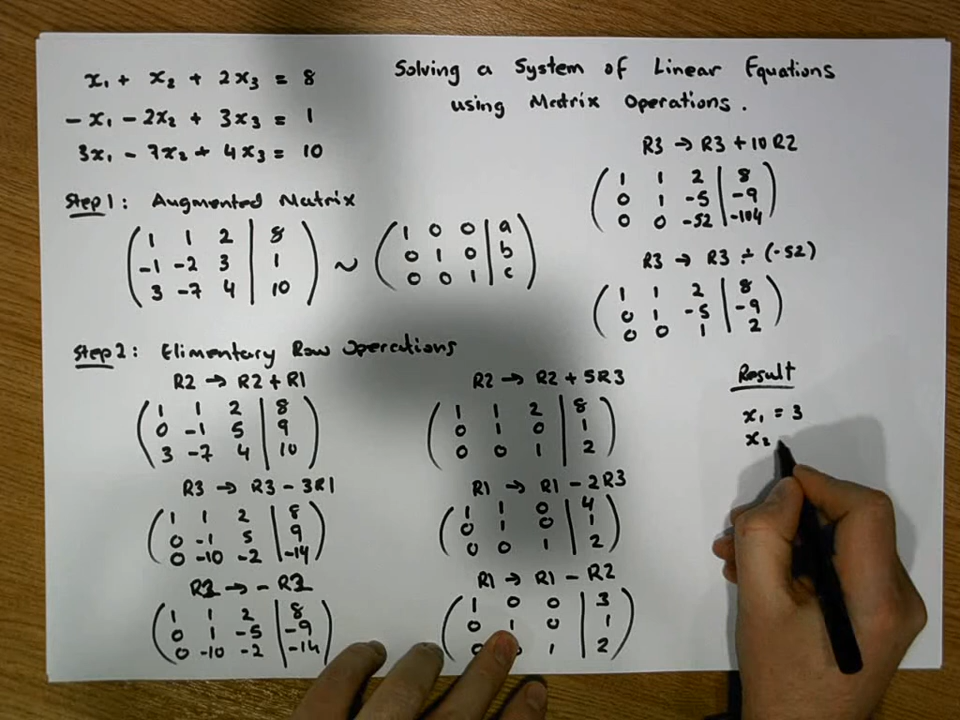 x₁ + x₂ + 2x₃ = 8
-x₁ - 2x₂ + 3x₃ = 1
3x₁ - 7x₂ + 4x₃ = 10
Solving a System of Linear Equations
using Matrix Operations.
Step 1: Augmented Matrix
( 1 1 2 | 8 ) ~ ( 1 0 0 | a )
( -1 -2 3 | 1 ) ( 0 1 0 | b )
( 3 -7 4 | 10 ) ( 0 0 1 | c )
Step 2: Elimentary Row Operations
R2 → R2 + R1
( 1 1 2 | 8 )
( 0 -1 5 | 9 )
( 3 -7 4 | 10 )
R3 → R3 - 3R1
( 1 1 2 | 8 )
( 0 -1 5 | 9 )
( 0 -10 -2 | -14 )
R2 → - R2
( 1 1 2 | 8 )
( 0 1 -5 | -9 )
( 0 -10 -2 | -14 )
R3 → R3 + 10 R2
( 1 1 2 | 8 )
( 0 1 -5 | -9 )
( 0 0 -52 | -104 )
R3 → R3 ÷ (-52)
( 1 1 2 | 8 )
( 0 1 -5 | -9 )
( 0 0 1 | 2 )
R2 → R2 + 5R3
( 1 1 2 | 8 )
( 0 1 0 | 1 )
( 0 0 1 | 2 )
R1 → R1 - 2R3
( 1 1 0 | 4 )
( 0 1 0 | 1 )
( 0 0 1 | 2 )
R1 → R1 - R2
( 1 0 0 | 3 )
( 0 1 0 | 1 )
1 | 2 )
Result
x₁ = 3
x₂